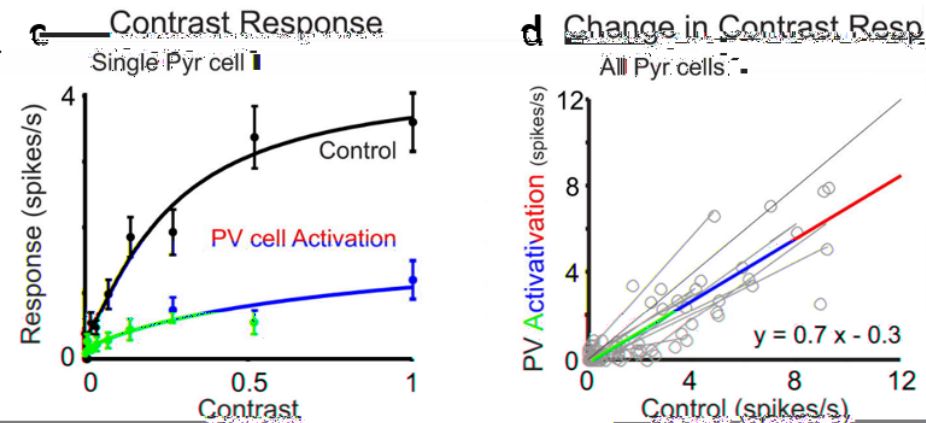 c Contrast Response
Single Pyr cell
4
Response (spikes/s)
Control
PV cell Activation
0
0 0.5 1
Contrast
d Change in Contrast Resp
All Pyr cells
12
PV Activativation (spikes/s)
8
4
y = 0.7 x - 0.3
0
0 4 8 12
Control (spikes/s)